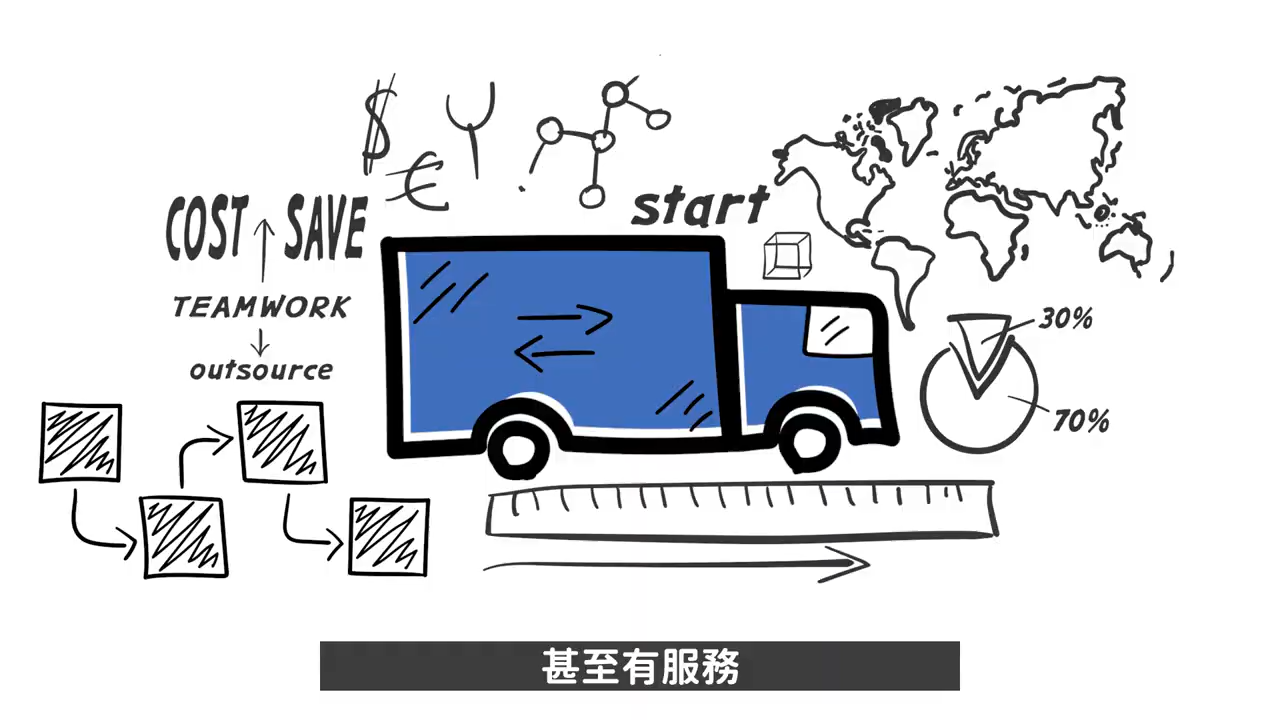 $
€
start
COST SAVE
TEAMWORK
outsource
30%
70%
甚至有服務